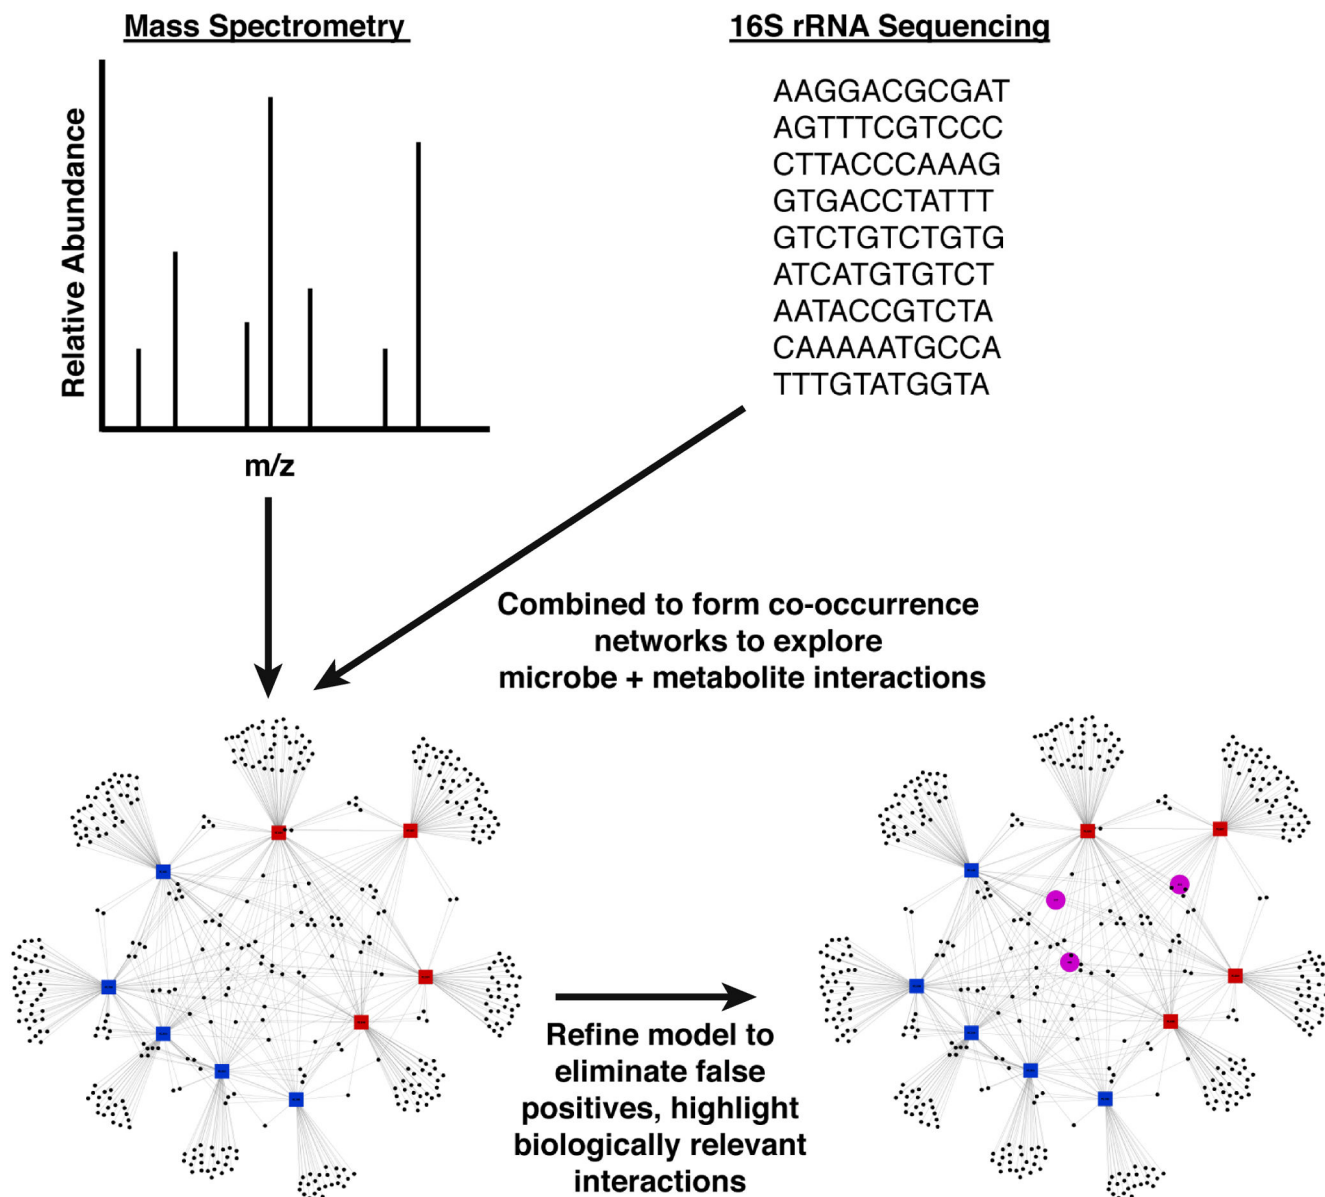 Mass Spectrometry
16S rRNA Sequencing
Relative Abundance
m/z
AAGGACGCGAT
AGTTTCGTCCC
CTTACCCAAAG
GTGACCTATTT
GTCTGTCTGTG
ATCATGTGTCT
AATACCGTCTA
CAAAAATGCCA
TTTGTATGGTA
Combined to form co-occurrence
networks to explore
microbe + metabolite interactions
Refine model to
eliminate false
positives, highlight
biologically relevant
interactions